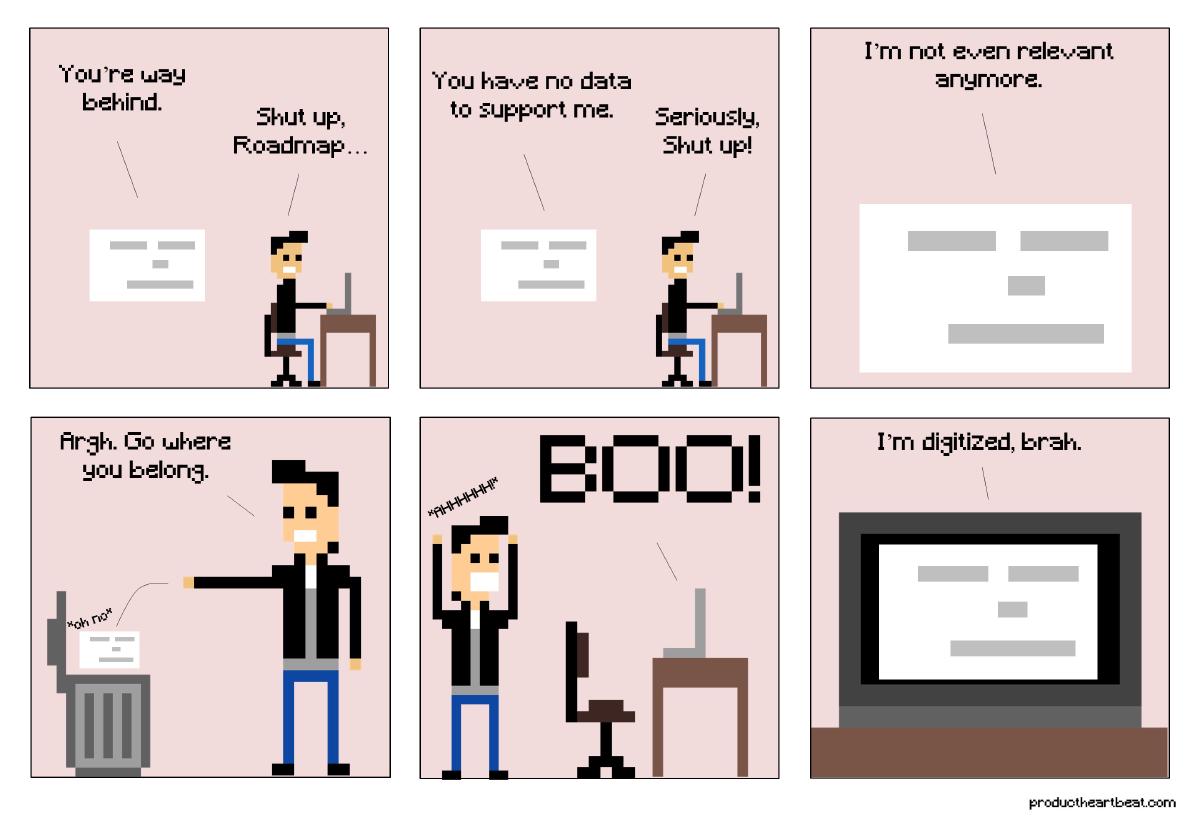 You're way
behind.
Shut up,
Roadmap...
You have no data
to support me.
Seriously,
Shut up!
I'm not even relevant
anymore.
Argh. Go where
you belong.
*oh no*
BOO!
*AHHHHHH!*
I'm digitized, brah.
productheartbeat.com